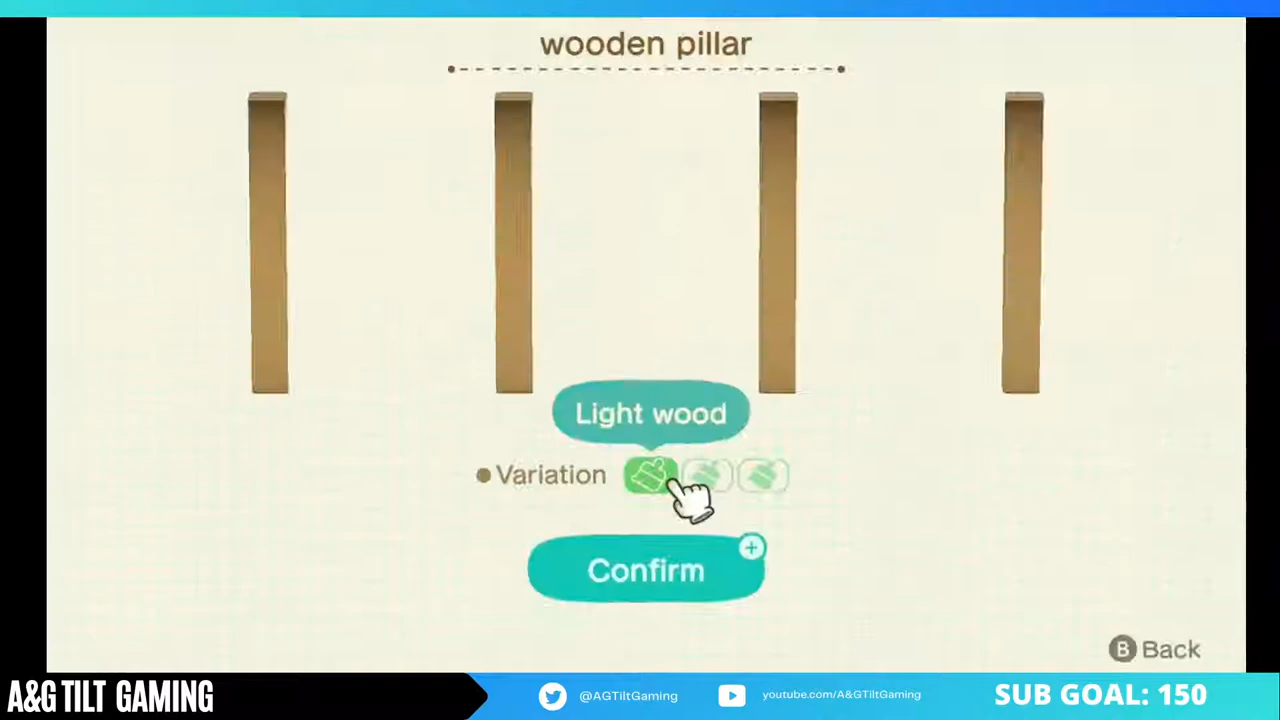 wooden pillar
Light wood
Variation
Confirm
B Back
A&G TILT GAMING
@AGTiltGaming
youtube.com/A&GTiltGaming
SUB GOAL: 150